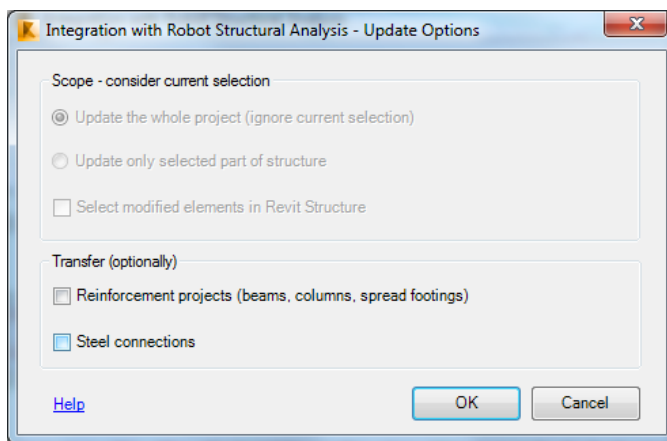 Integration with Robot Structural Analysis - Update Options
Scope - consider current selection
Update the whole project (ignore current selection)
Update only selected part of structure
Select modified elements in Revit Structure
Transfer (optionally)
Reinforcement projects (beams, columns, spread footings)
Steel connections
Help
OK
Cancel